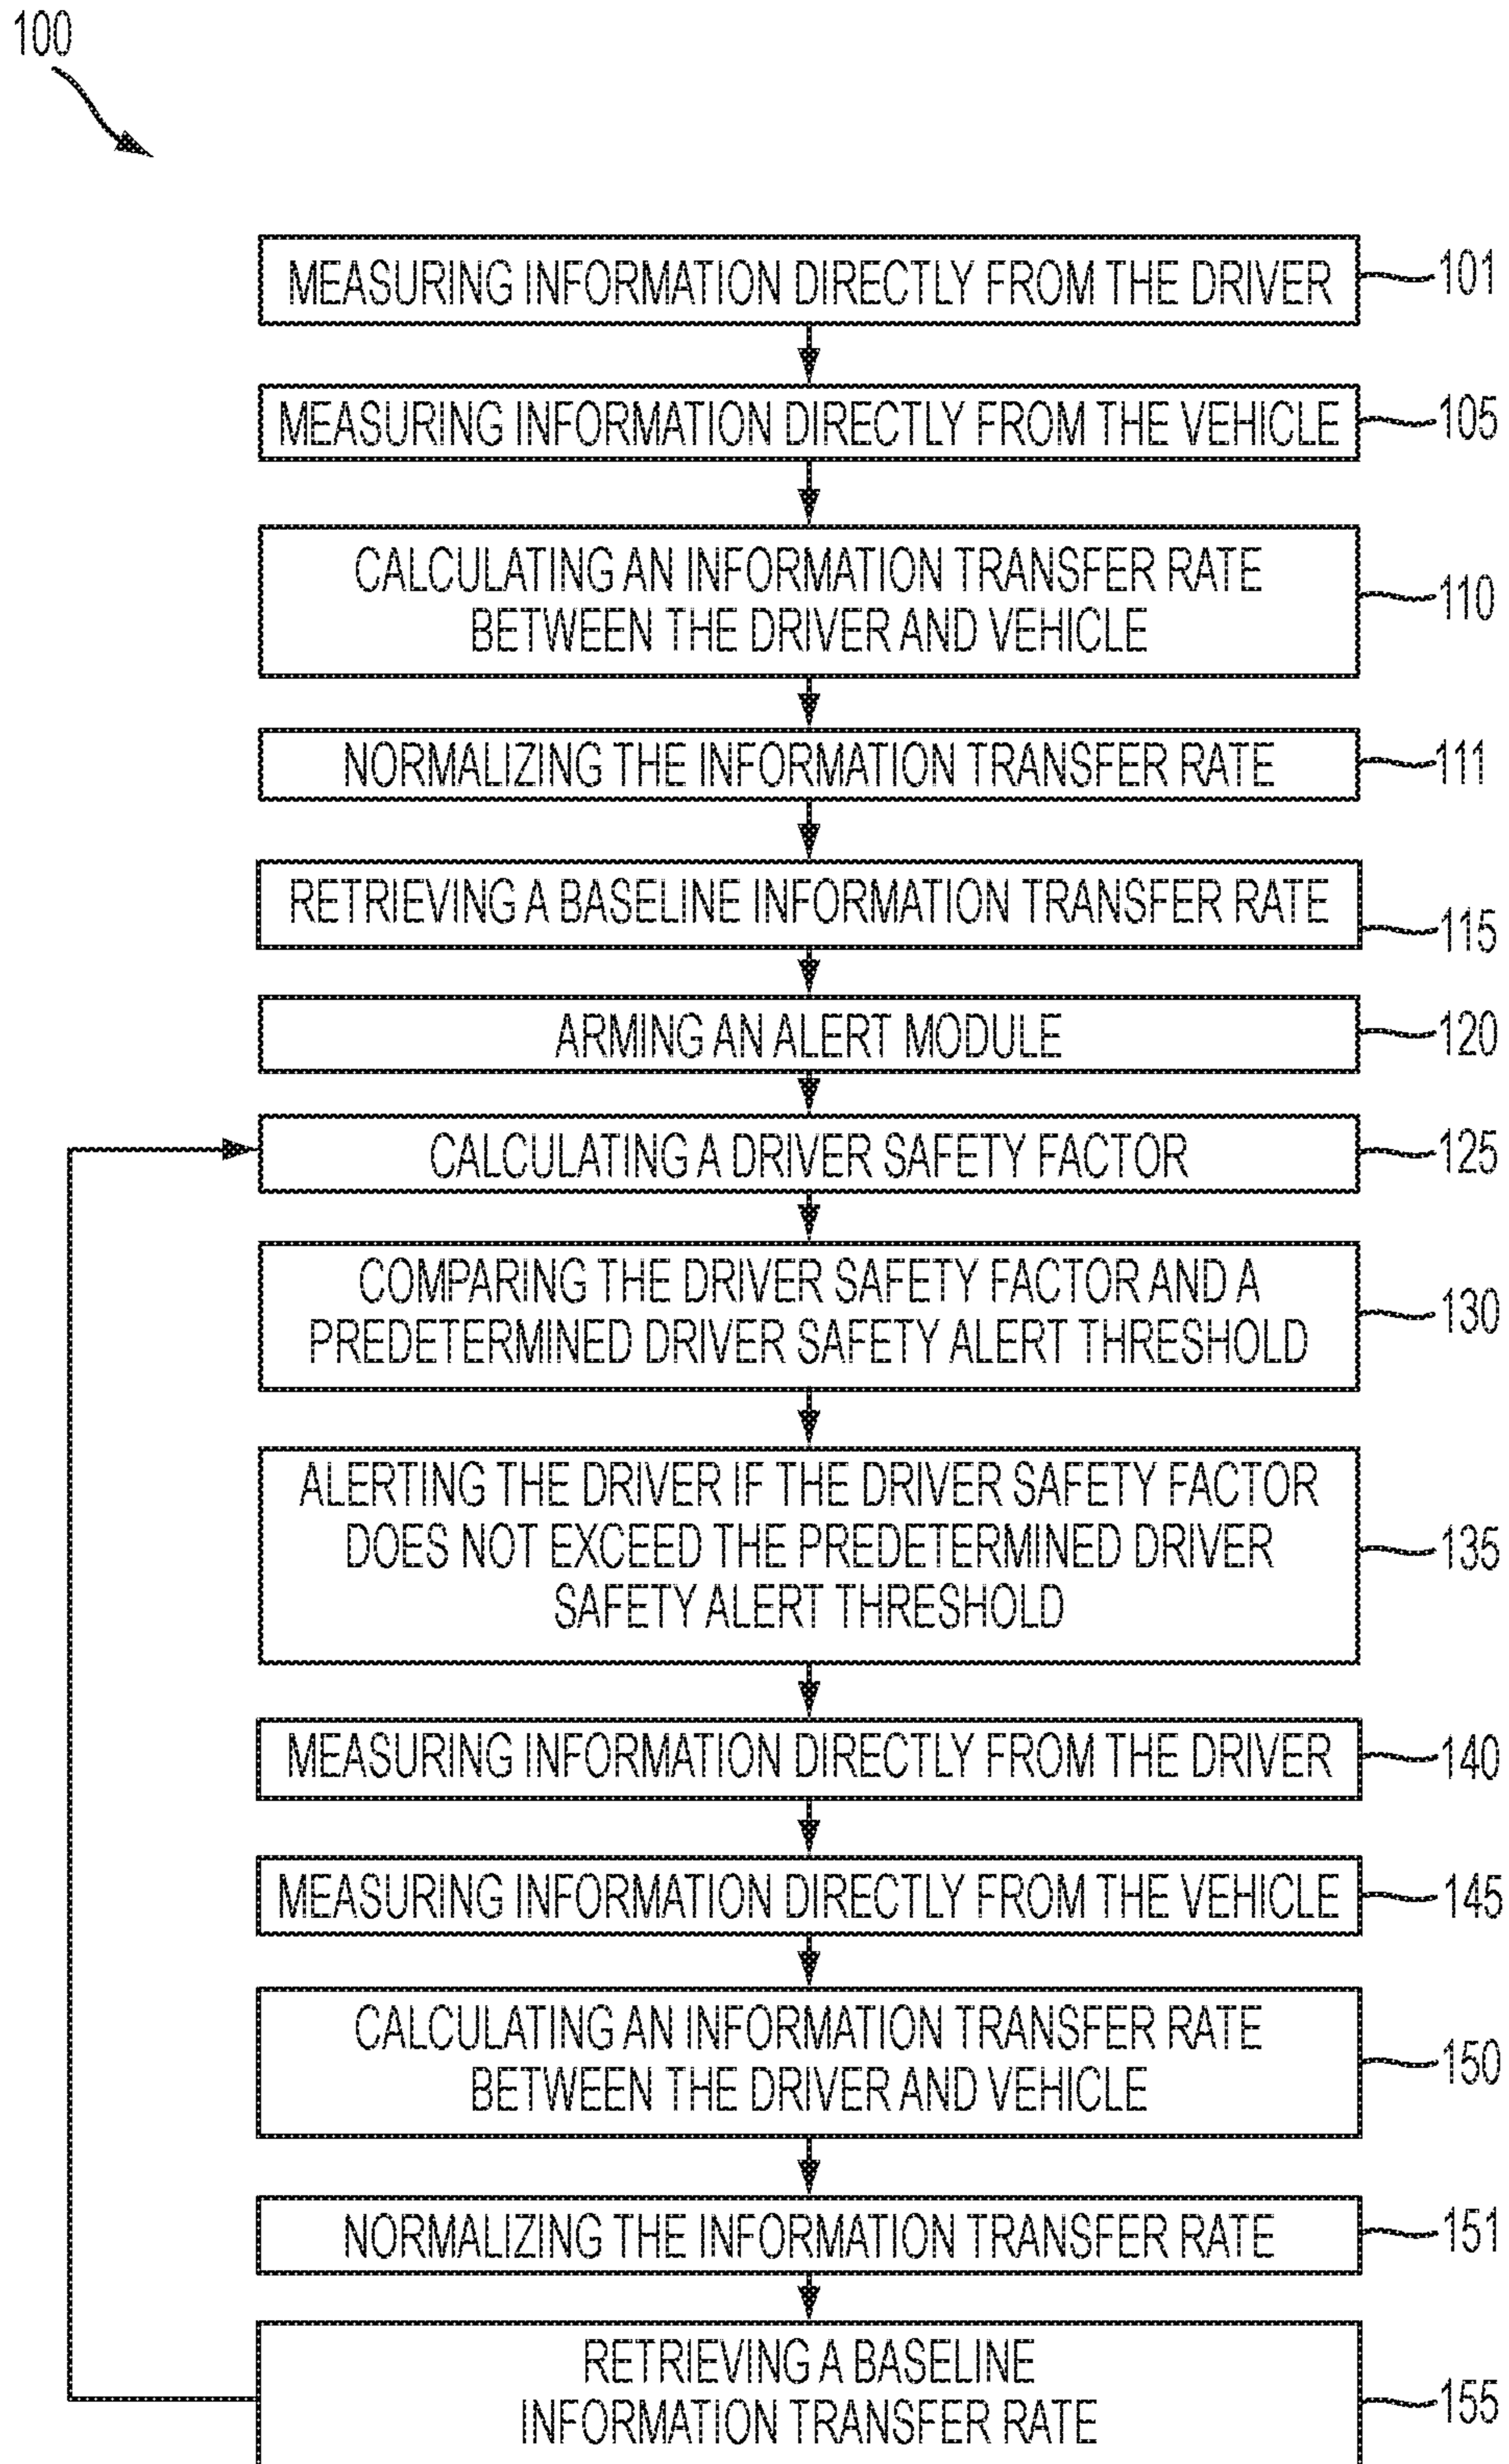 100
MEASURING INFORMATION DIRECTLY FROM THE DRIVER
101
MEASURING INFORMATION DIRECTLY FROM THE VEHICLE
105
CALCULATING AN INFORMATION TRANSFER RATE
BETWEEN THE DRIVER AND VEHICLE
110
NORMALIZING THE INFORMATION TRANSFER RATE
111
RETRIEVING A BASELINE INFORMATION TRANSFER RATE
115
ARMING AN ALERT MODULE
120
CALCULATING A DRIVER SAFETY FACTOR
125
COMPARING THE DRIVER SAFETY FACTOR AND A
PREDETERMINED DRIVER SAFETY ALERT THRESHOLD
130
ALERTING THE DRIVER IF THE DRIVER SAFETY FACTOR
DOES NOT EXCEED THE PREDETERMINED DRIVER
SAFETY ALERT THRESHOLD
135
MEASURING INFORMATION DIRECTLY FROM THE DRIVER
140
MEASURING INFORMATION DIRECTLY FROM THE VEHICLE
145
CALCULATING AN INFORMATION TRANSFER RATE
BETWEEN THE DRIVER AND VEHICLE
150
NORMALIZING THE INFORMATION TRANSFER RATE
151
RETRIEVING A BASELINE
INFORMATION TRANSFER RATE
155